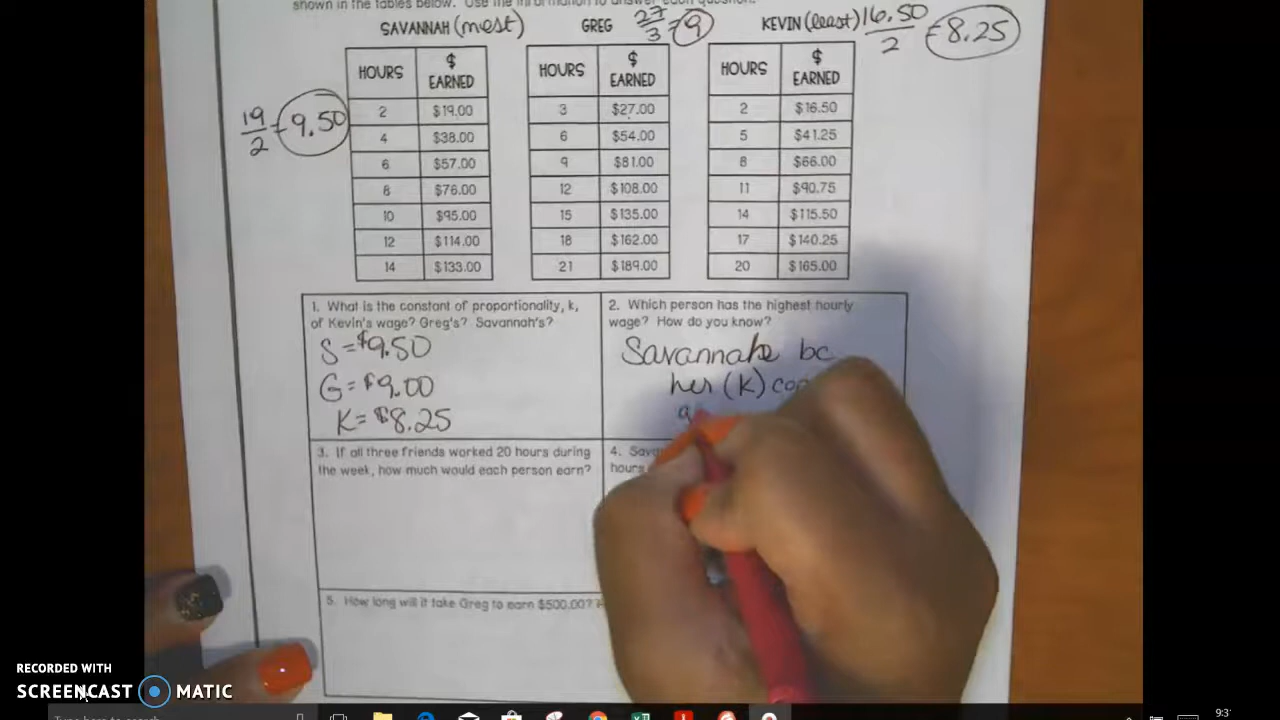 shown in the tables below. Use the information to answer each question.
SAVANNAH (most)
GREG 27/3 = 9
KEVIN (least) 16.50/2 = 8.25
19/2 = 9.50
HOURS $ EARNED
2 $19.00
4 $38.00
6 $57.00
8 $76.00
10 $95.00
12 $114.00
14 $133.00
HOURS $ EARNED
3 $27.00
6 $54.00
9 $81.00
12 $108.00
15 $135.00
18 $162.00
21 $189.00
HOURS $ EARNED
2 $16.50
5 $41.25
8 $66.00
11 $90.75
14 $115.50
17 $140.25
20 $165.00
1. What is the constant of proportionality, k,
of Kevin's wage? Greg's? Savannah's?
S = $9.50
G = $9.00
K = $8.25
2. Which person has the highest hourly
wage? How do you know?
Savannah bc
her (K)
3. If all three friends worked 20 hours during
the week, how much would each person earn?
4.
hours
5. How long will it take Greg to earn $500.00?
RECORDED WITH
SCREENCAST MATIC
Type here to search
9:3